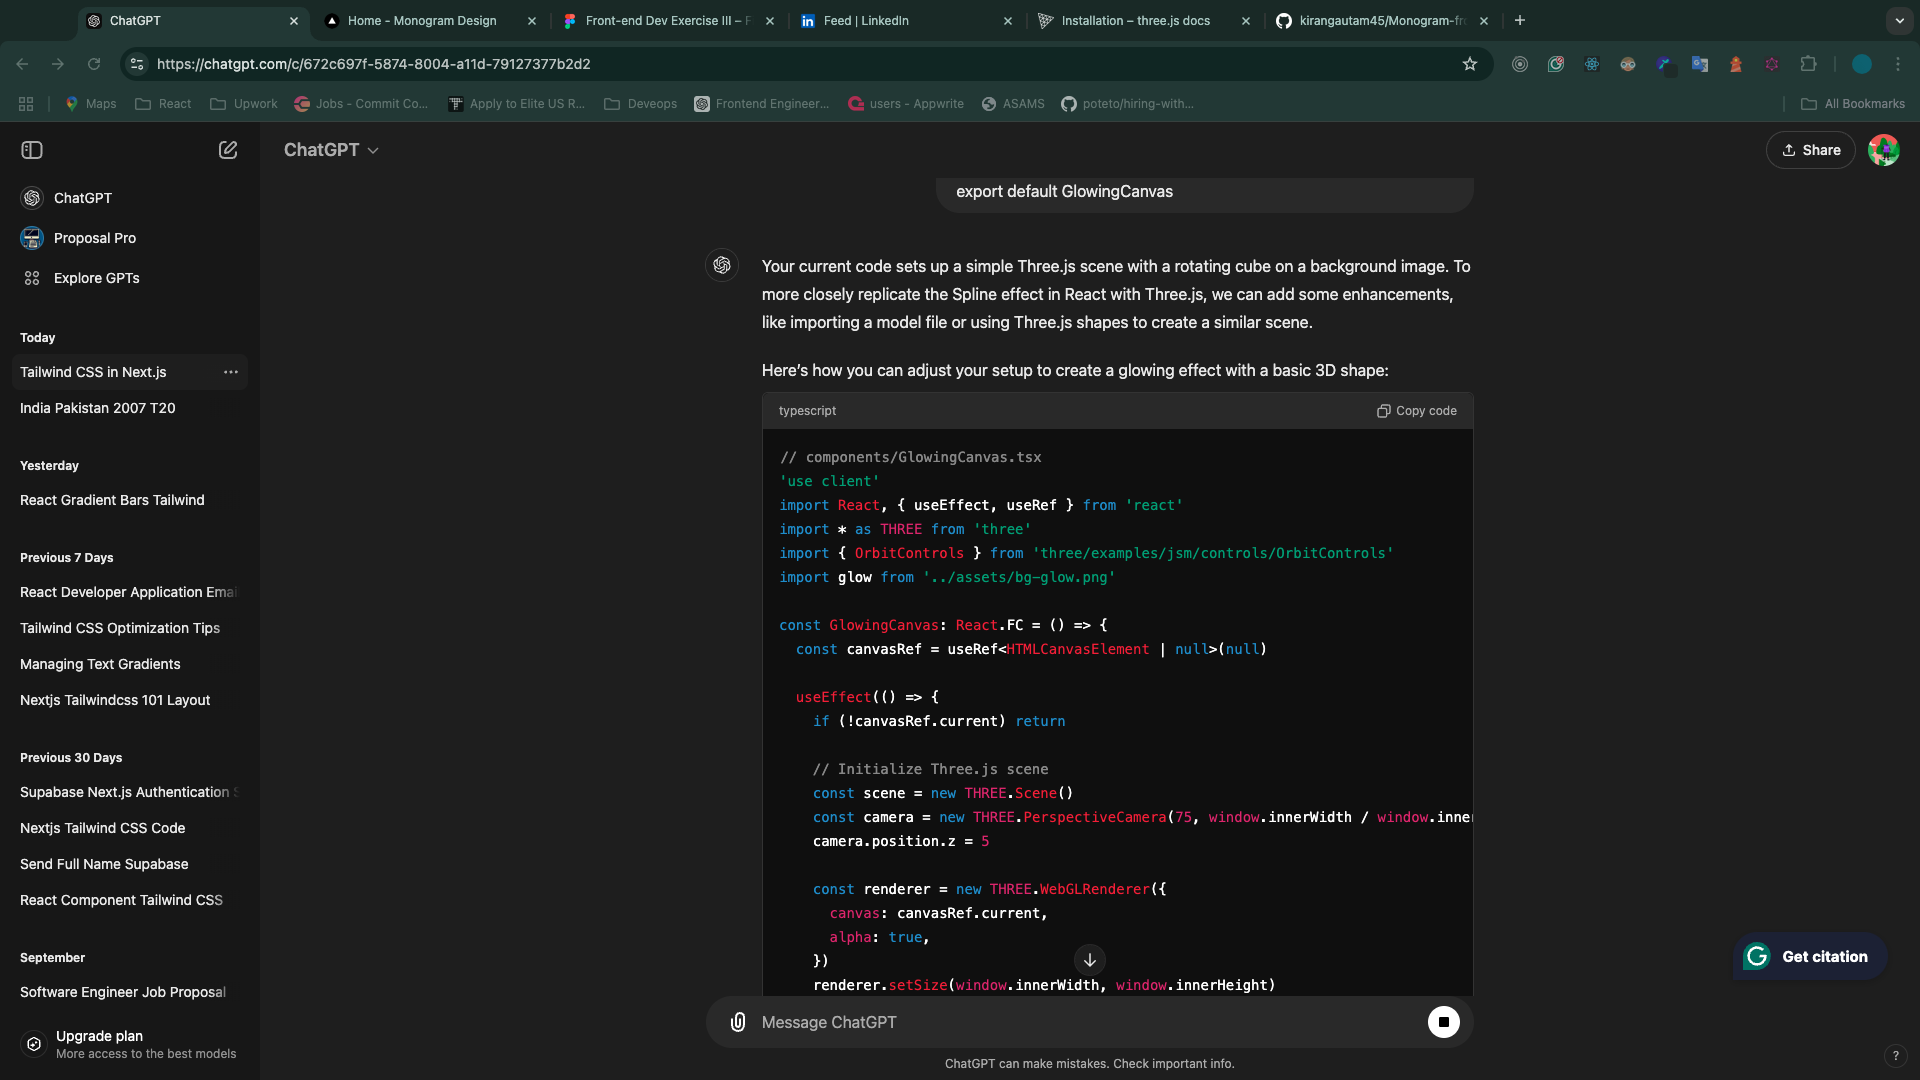 ChatGPT
Home - Monogram Design
Front-end Dev Exercise III –
Feed | LinkedIn
Installation – three.js docs
kirangautam45/Monogram-fr
https://chatgpt.com/c/672c697f-5874-8004-a11d-79127377b2d2
Maps
React
Upwork
Jobs - Commit Co...
Apply to Elite US R...
Deveops
Frontend Engineer...
users - Appwrite
ASAMS
poteto/hiring-with...
All Bookmarks
ChatGPT
Share
ChatGPT
Proposal Pro
Explore GPTs
Today
Tailwind CSS in Next.js
India Pakistan 2007 T20
Yesterday
React Gradient Bars Tailwind
Previous 7 Days
React Developer Application Emai
Tailwind CSS Optimization Tips
Managing Text Gradients
Nextjs Tailwindcss 101 Layout
Previous 30 Days
Supabase Next.js Authentication S
Nextjs Tailwind CSS Code
Send Full Name Supabase
React Component Tailwind CSS
September
Software Engineer Job Proposal
Upgrade plan
More access to the best models
export default GlowingCanvas
Your current code sets up a simple Three.js scene with a rotating cube on a background image. To
more closely replicate the Spline effect in React with Three.js, we can add some enhancements,
like importing a model file or using Three.js shapes to create a similar scene.
Here’s how you can adjust your setup to create a glowing effect with a basic 3D shape:
typescript
Copy code
// components/GlowingCanvas.tsx
'use client'
import React, { useEffect, useRef } from 'react'
import * as THREE from 'three'
import { OrbitControls } from 'three/examples/jsm/controls/OrbitControls'
import glow from '../assets/bg-glow.png'
const GlowingCanvas: React.FC = () => {
const canvasRef = useRef<HTMLCanvasElement | null>(null)
useEffect(() => {
if (!canvasRef.current) return
// Initialize Three.js scene
const scene = new THREE.Scene()
const camera = new THREE.PerspectiveCamera(75, window.innerWidth / window.inner
camera.position.z = 5
const renderer = new THREE.WebGLRenderer({
canvas: canvasRef.current,
alpha: true,
})
renderer.setSize(window.innerWidth, window.innerHeight)
Message ChatGPT
ChatGPT can make mistakes. Check important info.
Get citation
?